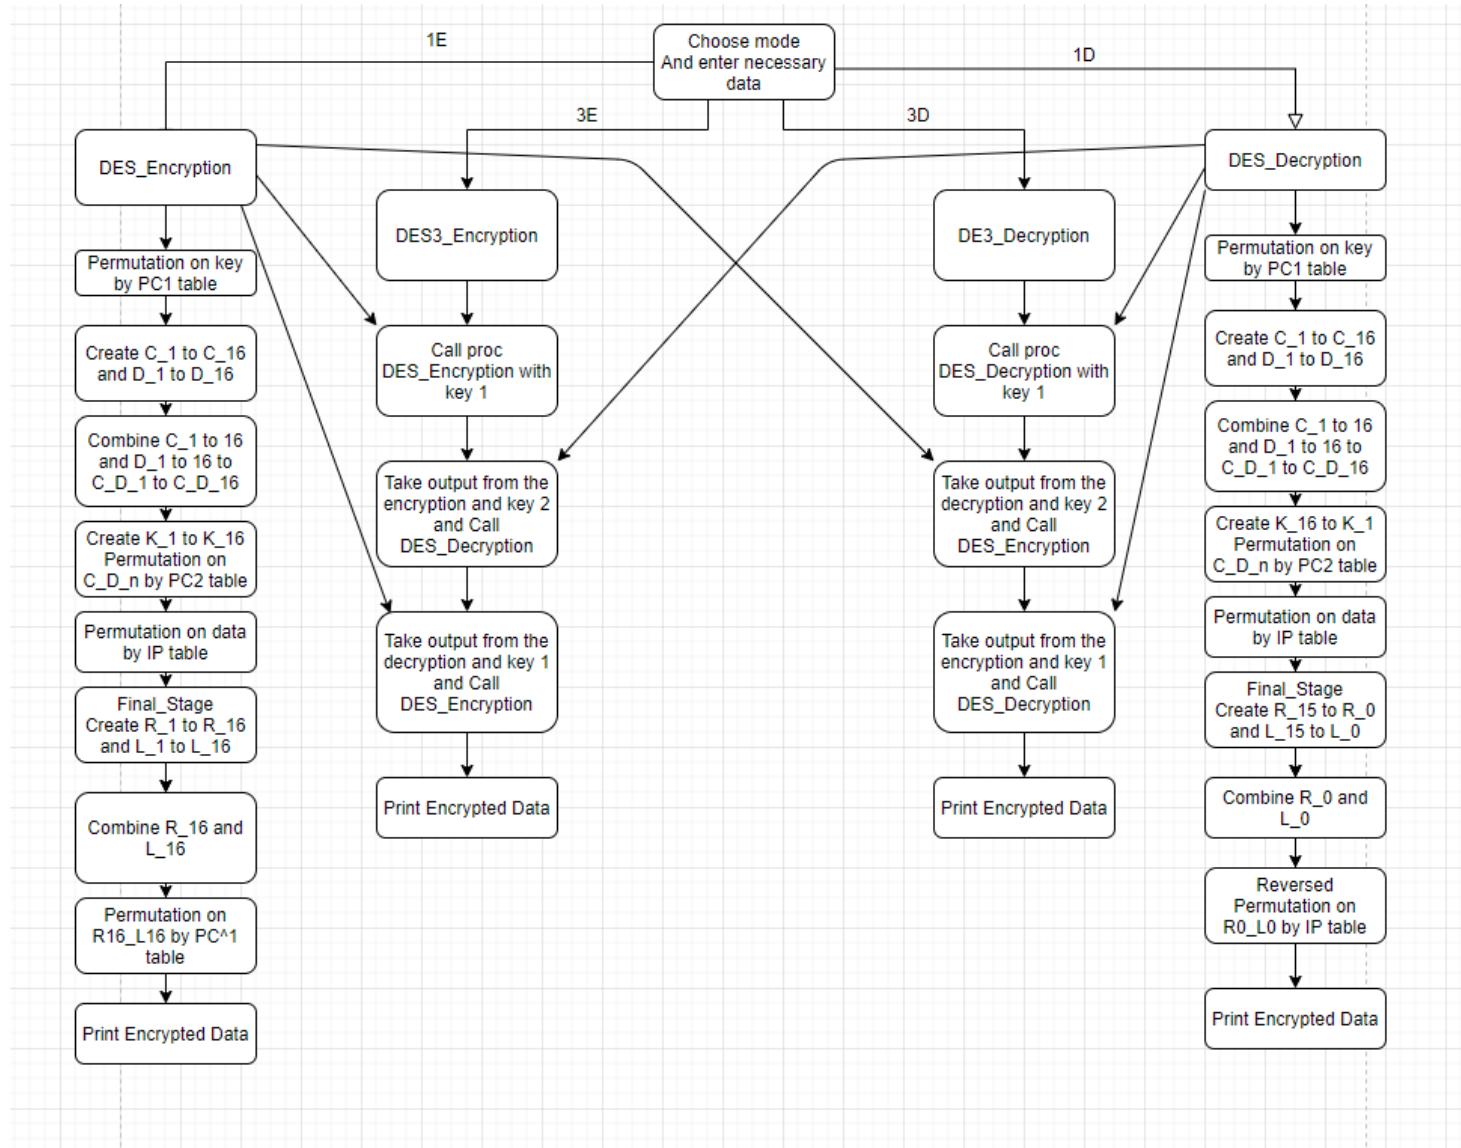 Choose mode
And enter necessary
data
1E
1D
3E
3D
DES_Encryption
Permutation on key
by PC1 table
Create C_1 to C_16
and D_1 to D_16
Combine C_1 to 16
and D_1 to 16 to
C_D_1 to C_D_16
Create K_1 to K_16
Permutation on
C_D_n by PC2 table
Permutation on data
by IP table
Final_Stage
Create R_1 to R_16
and L_1 to L_16
Combine R_16 and
L_16
Permutation on
R16_L16 by PC^1
table
Print Encrypted Data
DES3_Encryption
Call proc
DES_Encryption with
key 1
Take output from the
encryption and key 2
and Call
DES_Decryption
Take output from the
decryption and key 1
and Call
DES_Encryption
Print Encrypted Data
DE3_Decryption
Call proc
DES_Decryption with
key 1
Take output from the
decryption and key 2
and Call
DES_Encryption
Take output from the
encryption and key 1
and Call
DES_Decryption
Print Encrypted Data
DES_Decryption
Permutation on key
by PC1 table
Create C_1 to C_16
and D_1 to D_16
Combine C_1 to 16
and D_1 to 16 to
C_D_1 to C_D_16
Create K_16 to K_1
Permutation on
C_D_n by PC2 table
Permutation on data
by IP table
Final_Stage
Create R_15 to R_0
and L_15 to L_0
Combine R_0 and
L_0
Reversed
Permutation on
R0_L0 by IP table
Print Encrypted Data